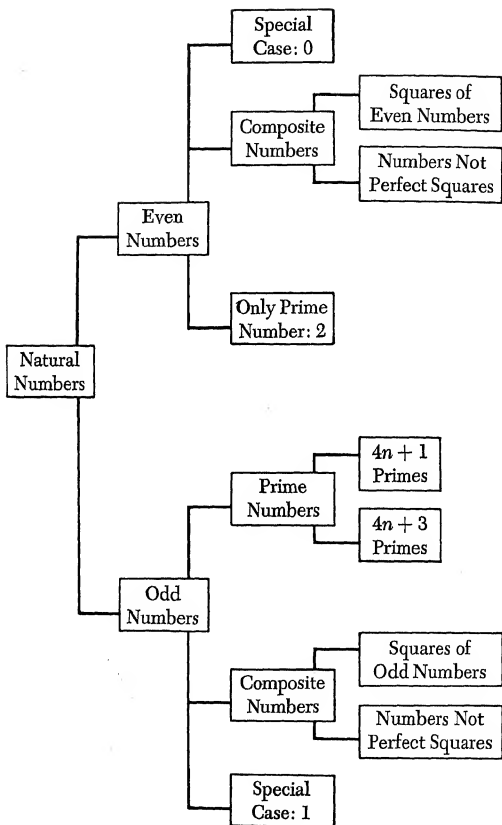 Special
Case: 0
Squares of
Even Numbers
Composite
Numbers
Numbers Not
Perfect Squares
Even
Numbers
Only Prime
Number: 2
Natural
Numbers
4n + 1
Primes
Prime
Numbers
4n + 3
Primes
Odd
Numbers
Squares of
Odd Numbers
Composite
Numbers
Numbers Not
Perfect Squares
Special
Case: 1